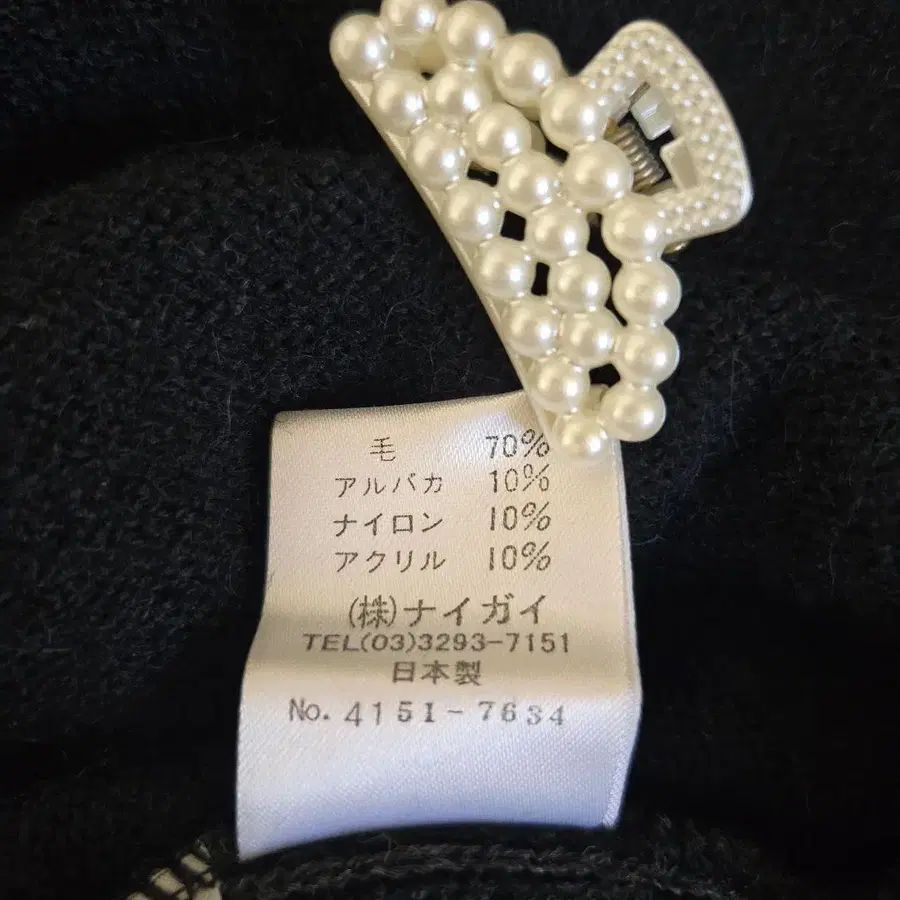 毛 70%
アルバカ 10%
ナイロン 10%
アクリル 10%
(株)ナイガイ
TEL(03)3293-7151
日本製
No. 4151-7634